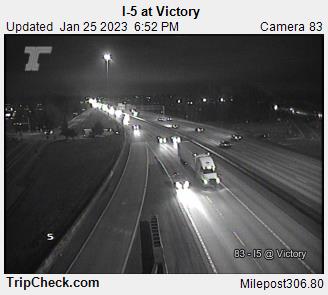 I-5 at Victory
Updated Jan 25 2023 6:52 PM Camera 83
T
S
83 - I5 @ Victory
TripCheck.com Milepost306.80